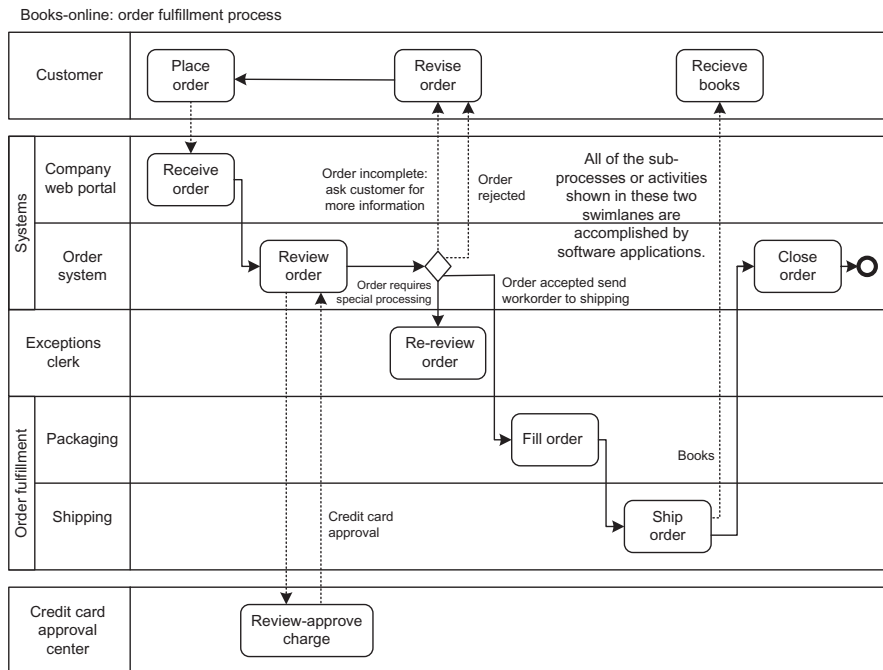 Books-online: order fulfillment process
Customer
Place
order
Revise
order
Recieve
books
Systems
Company
web portal
Receive
order
Order incomplete:
ask customer for
more information
Order
rejected
All of the sub-
processes or activities
shown in these two
swimlanes are
accomplished by
software applications.
Order
system
Review
order
Order requires
special processing
Order accepted send
workorder to shipping
Close
order
Exceptions
clerk
Re-review
order
Order fulfillment
Packaging
Fill order
Books
Shipping
Credit card
approval
Ship
order
Credit card
approval
center
Review-approve
charge